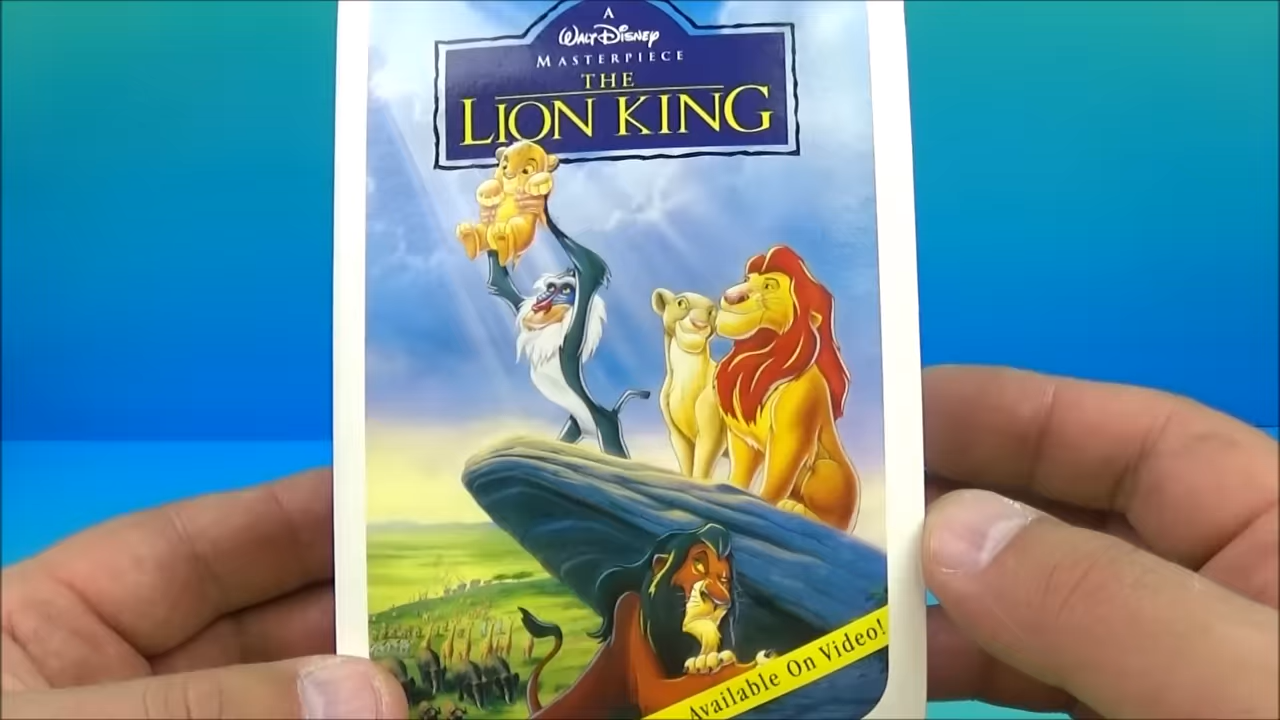 A
Walt Disney
MASTERPIECE
THE
LION KING
Available On Video!